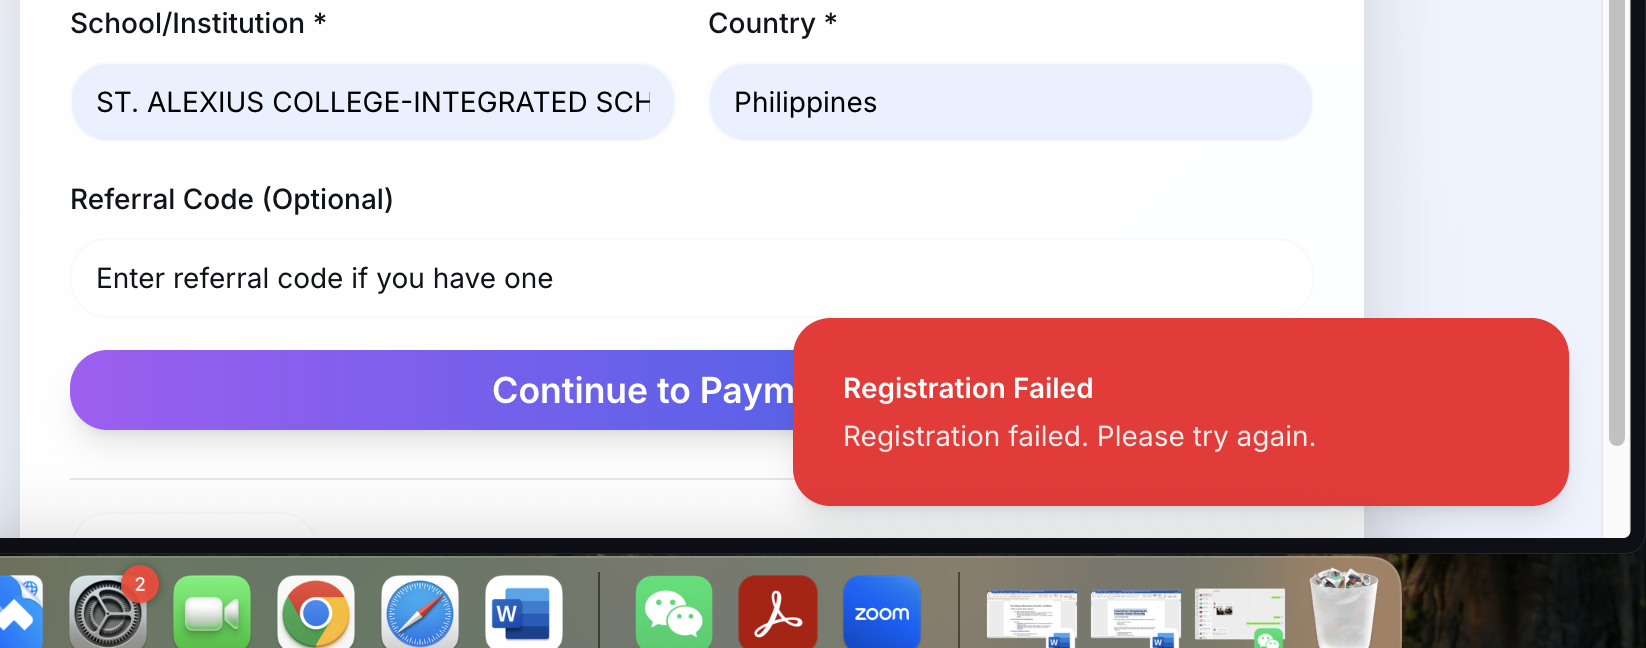 School/Institution *
Country *
ST. ALEXIUS COLLEGE-INTEGRATED SCH
Philippines
Referral Code (Optional)
Enter referral code if you have one
Continue to Paym
Registration Failed
Registration failed. Please try again.
2
W
zoom
W
W